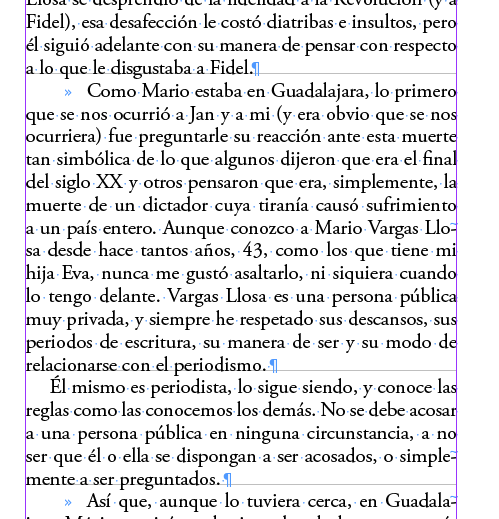 Llosa se desprendió de la fidelidad a la Revolución (y a
Fidel), esa desafección le costó diatribas e insultos, pero
él siguió adelante con su manera de pensar con respecto
a lo que le disgustaba a Fidel.¶
» Como Mario estaba en Guadalajara, lo primero
que se nos ocurrió a Jan y a mi (y era obvio que se nos
ocurriera) fue preguntarle su reacción ante esta muerte
tan simbólica de lo que algunos dijeron que era el final
del siglo XX y otros pensaron que era, simplemente, la
muerte de un dictador cuya tiranía causó sufrimiento
a un país entero. Aunque conozco a Mario Vargas Llo-
sa desde hace tantos años, 43, como los que tiene mi
hija Eva, nunca me gustó asaltarlo, ni siquiera cuando
lo tengo delante. Vargas Llosa es una persona pública
muy privada, y siempre he respetado sus descansos, sus
periodos de escritura, su manera de ser y su modo de
relacionarse con el periodismo.¶
Él mismo es periodista, lo sigue siendo, y conoce las
reglas como las conocemos los demás. No se debe acosar
a una persona pública en ninguna circunstancia, a no
ser que él o ella se dispongan a ser acosados, o simple-
mente a ser preguntados.¶
» Así que, aunque lo tuviera cerca, en Guadala-